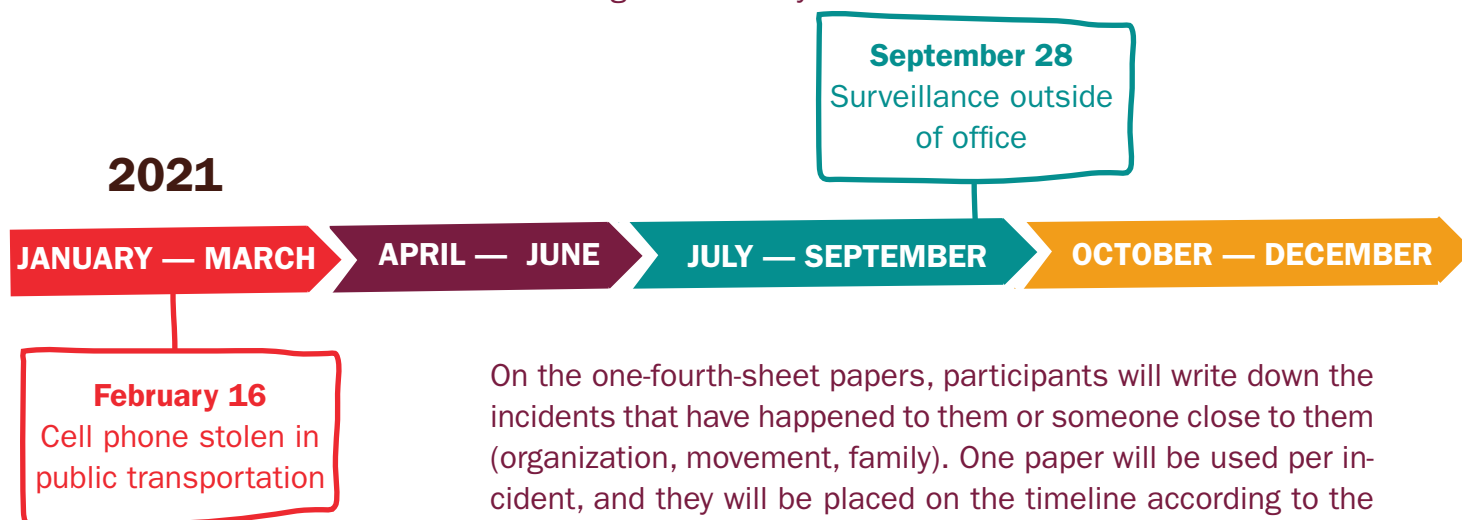 September 28
Surveillance outside
of office
2021
JANUARY — MARCH
APRIL — JUNE
JULY — SEPTEMBER
OCTOBER — DECEMBER
February 16
Cell phone stolen in
public transportation
On the one-fourth-sheet papers, participants will write down the
incidents that have happened to them or someone close to them
(organization, movement, family). One paper will be used per in-
cident, and they will be placed on the timeline according to the